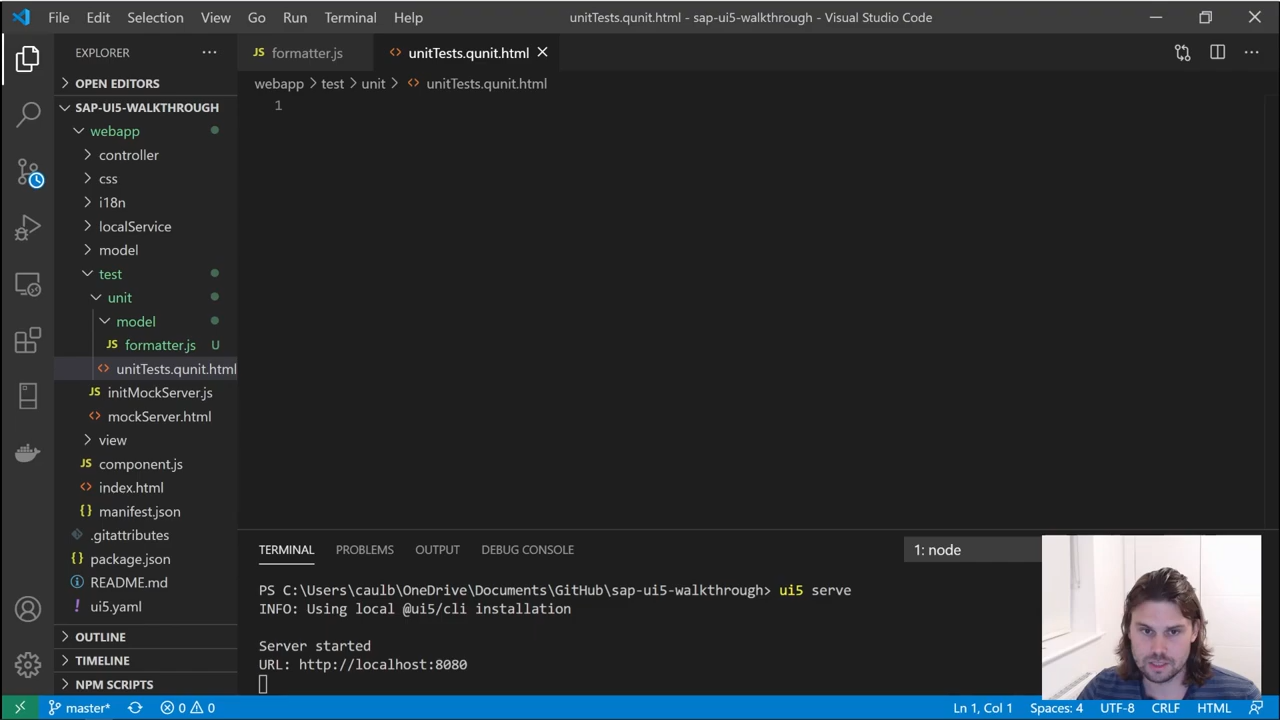 File Edit Selection View Go Run Terminal Help
unitTests.qunit.html - sap-ui5-walkthrough - Visual Studio Code
EXPLORER
OPEN EDITORS
SAP-UI5-WALKTHROUGH
webapp
controller
css
i18n
localService
model
test
unit
model
JS formatter.js U
unitTests.qunit.html
JS initMockServer.js
mockServer.html
view
JS component.js
index.html
{} manifest.json
.gitattributes
{} package.json
README.md
ui5.yaml
OUTLINE
TIMELINE
NPM SCRIPTS
JS formatter.js
unitTests.qunit.html
webapp > test > unit > unitTests.qunit.html
1
TERMINAL PROBLEMS OUTPUT DEBUG CONSOLE
1: node
PS C:\Users\caulb\OneDrive\Documents\GitHub\sap-ui5-walkthrough> ui5 serve
INFO: Using local @ui5/cli installation
Server started
URL: http://localhost:8080
master* 0 0 Ln 1, Col 1 Spaces: 4 UTF-8 CRLF HTML